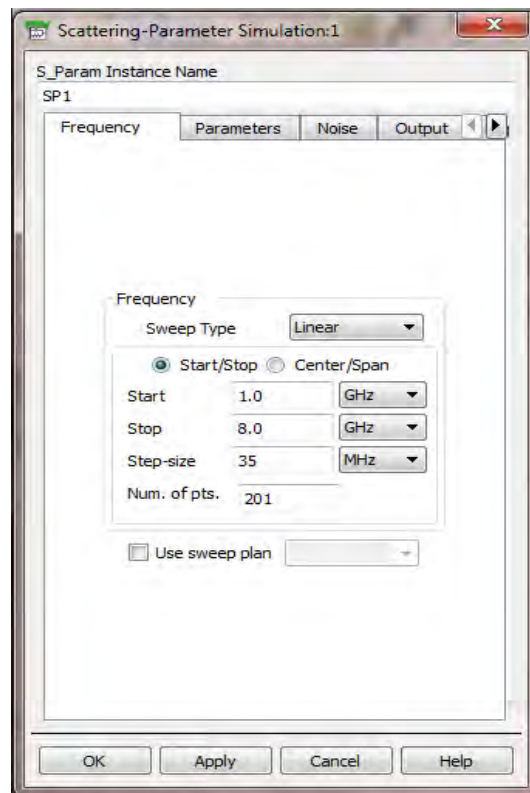 Scattering-Parameter Simulation:1
S_Param Instance Name
SP1
Frequency Parameters Noise Output
Frequency
Sweep Type Linear
Start/Stop Center/Span
Start 1.0 GHz
Stop 8.0 GHz
Step-size 35 MHz
Num. of pts. 201
Use sweep plan
OK Apply Cancel Help